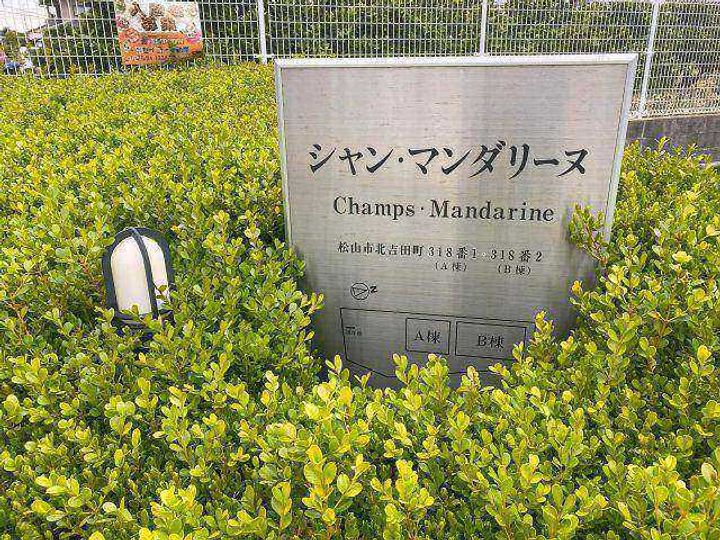 シャン・マンダリーヌ
Champs・Mandarine
松山市北吉田町318番1・318番2
(A棟) (B棟)
N
A棟 B棟